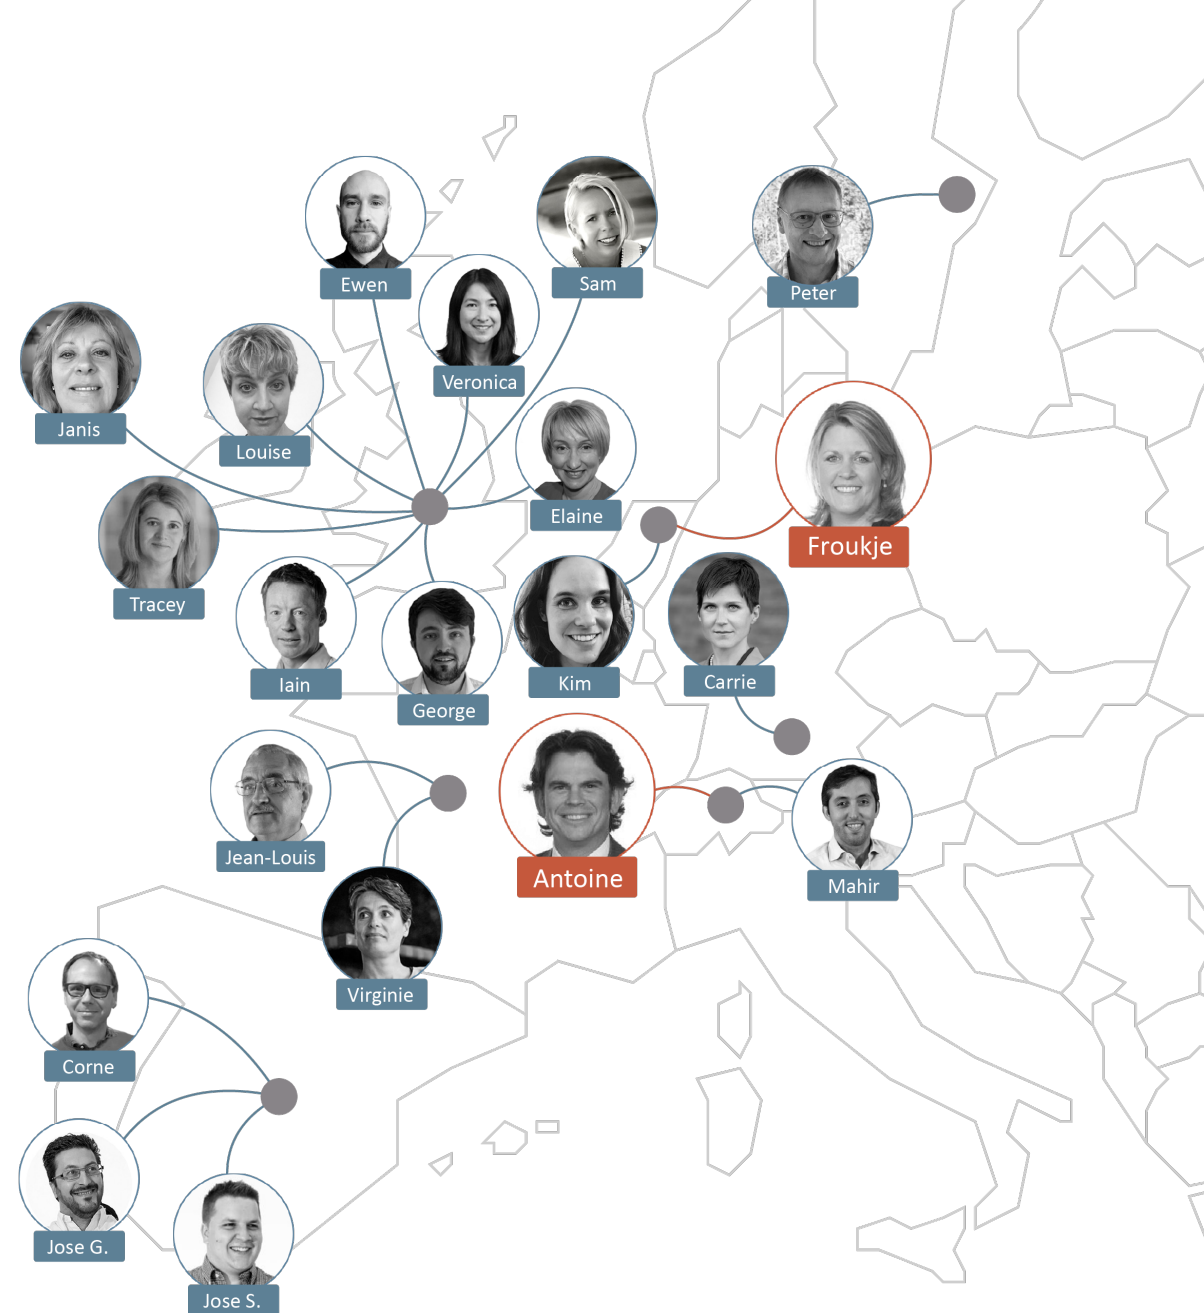 Ewen
Sam
Peter
Veronica
Janis
Louise
Elaine
Froukje
Tracey
Iain
Kim
Carrie
George
Jean-Louis
Antoine
Mahir
Virginie
Corne
Jose G.
Jose S.